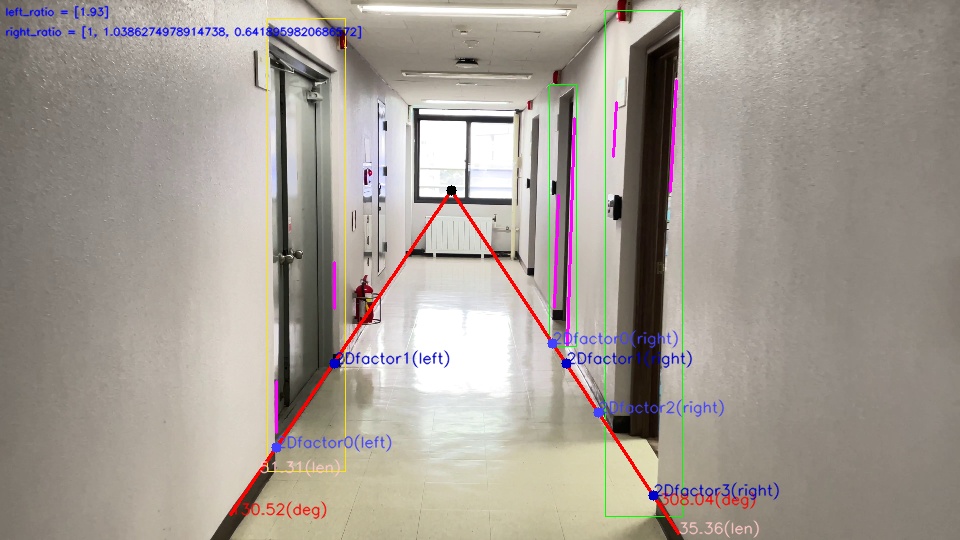 left_ratio = [1.93]
right_ratio = [1, 1.0386274978914738, 0.6418959820686572]
2Dfactor0(right)
2Dfactor1(left)
2Dfactor1(right)
2Dfactor2(right)
2Dfactor0(left)
31.31(len)
2Dfactor3(right)
308.04(deg)
230.52(deg)
35.36(len)